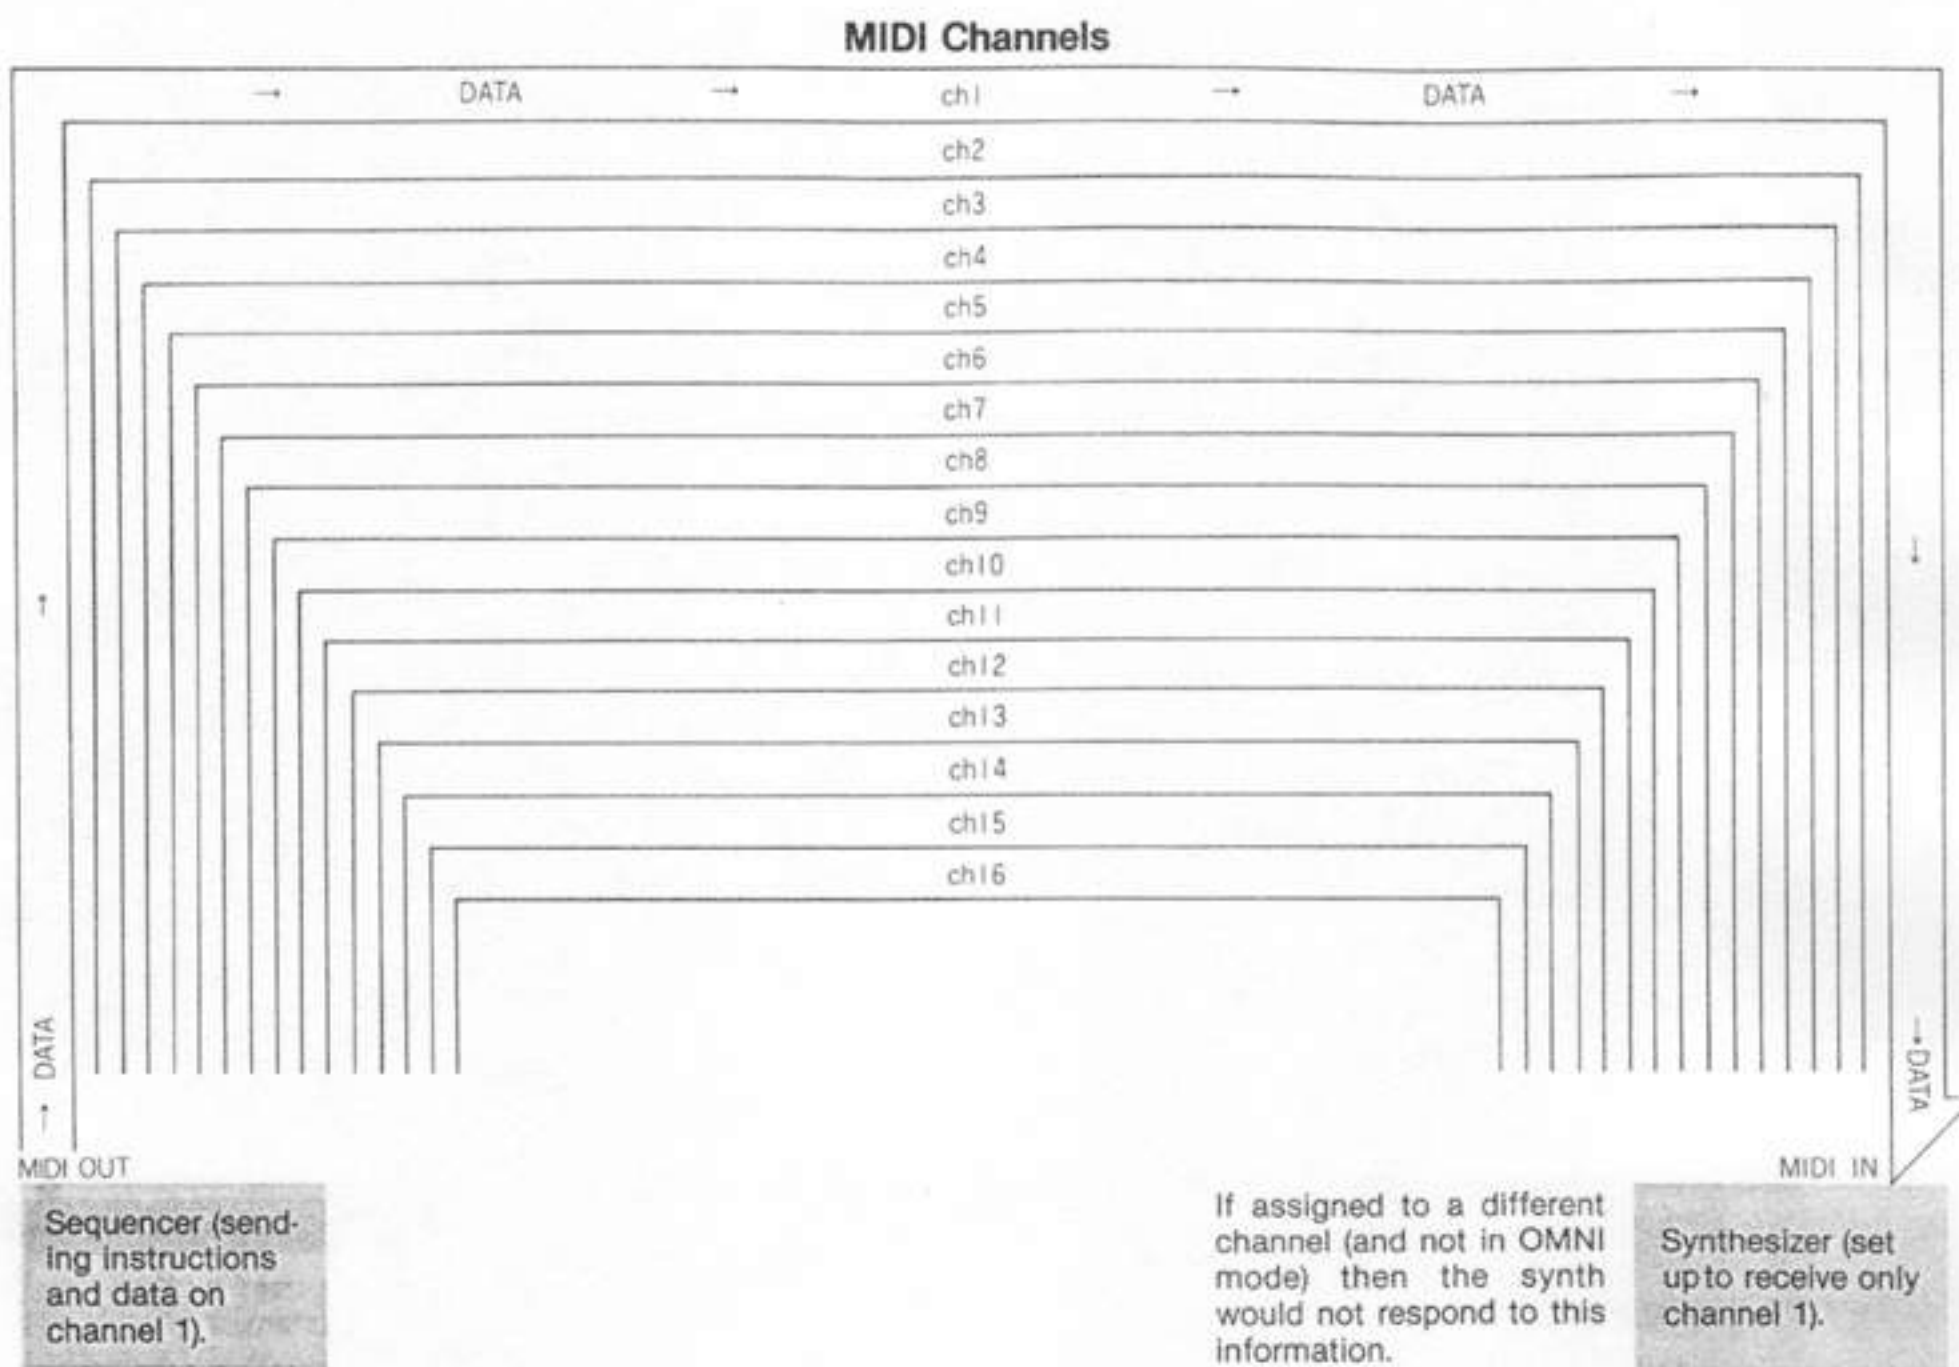 MIDI Channels
→ DATA → ch1 → DATA →
ch2
ch3
ch4
ch5
ch6
ch7
ch8
ch9
ch10
ch11
ch12
ch13
ch14
ch15
ch16
→ DATA →
→ →DATA
MIDI OUT
MIDI IN
Sequencer (send-
ing instructions
and data on
channel 1).
If assigned to a different
channel (and not in OMNI
mode) then the synth
would not respond to this
information.
Synthesizer (set
up to receive only
channel 1).